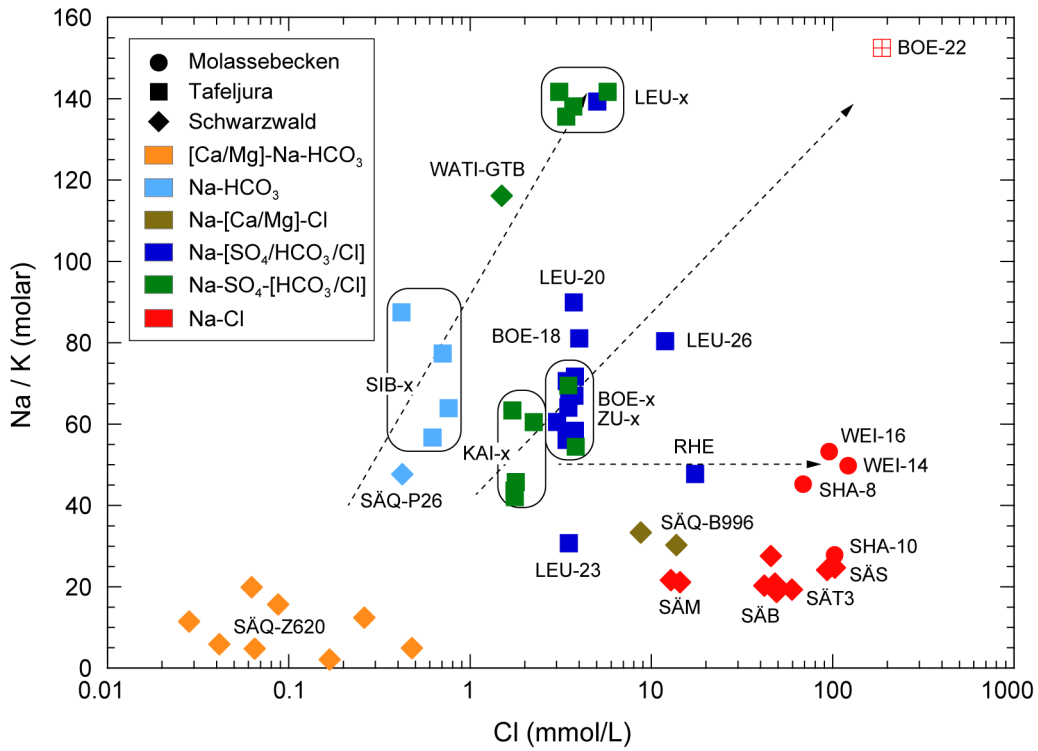 160
140
120
100
80
60
40
20
0
Na / K (molar)
Molassebecken
Tafeljura
Schwarzwald
[Ca/Mg]-Na-HCO₃
Na-HCO₃
Na-[Ca/Mg]-Cl
Na-[SO₄/HCO₃/Cl]
Na-SO₄-[HCO₃/Cl]
Na-Cl
BOE-22
LEU-x
WATI-GTB
LEU-20
BOE-18
LEU-26
SIB-x
BOE-x
ZU-x
KAI-x
RHE
WEI-16
WEI-14
SHA-8
SÄQ-P26
SÄQ-B996
LEU-23
SHA-10
SÄS
SÄM
SÄB
SÄT3
SÄQ-Z620
0.01
0.1
1
10
100
1000
Cl (mmol/L)